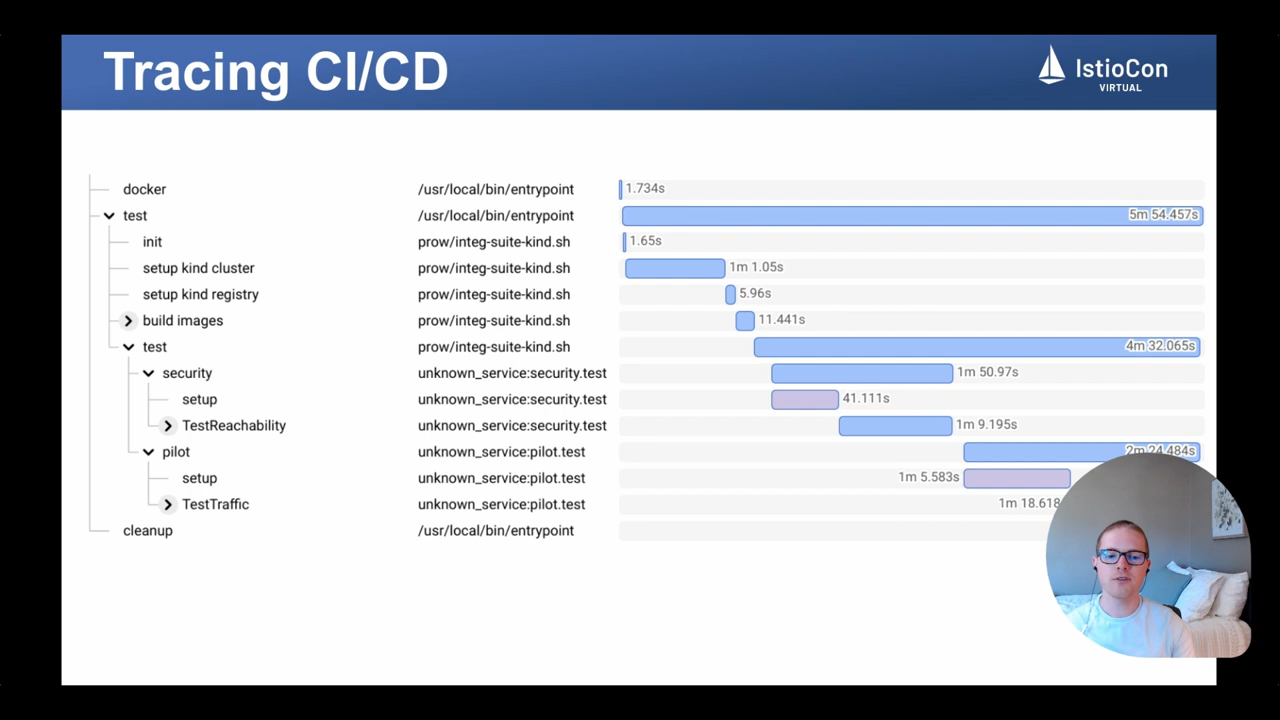 Tracing CI/CD
IstioCon
VIRTUAL
docker /usr/local/bin/entrypoint 1.734s
test /usr/local/bin/entrypoint 5m 54.457s
init prow/integ-suite-kind.sh 1.65s
setup kind cluster prow/integ-suite-kind.sh 1m 1.05s
setup kind registry prow/integ-suite-kind.sh 5.96s
build images prow/integ-suite-kind.sh 11.441s
test prow/integ-suite-kind.sh 4m 32.065s
security unknown_service:security.test 1m 50.97s
setup unknown_service:security.test 41.111s
TestReachability unknown_service:security.test 1m 9.195s
pilot unknown_service:pilot.test 2m 24.484s
setup unknown_service:pilot.test 1m 5.583s
TestTraffic unknown_service:pilot.test 1m 18.618
cleanup /usr/local/bin/entrypoint